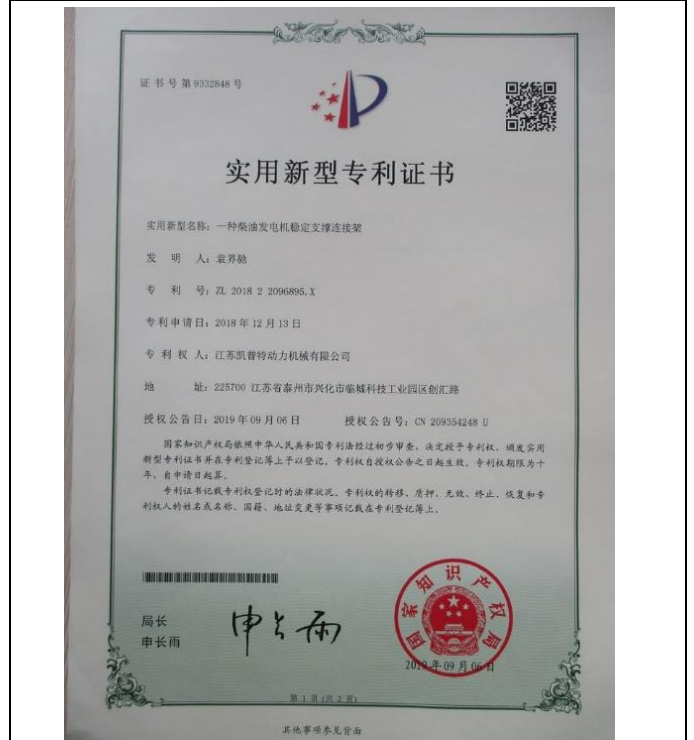 证书号第9332848号
实用新型专利证书
实用新型名称：一种柴油发电机稳定支撑连接架
发 明 人：袁界驰
专 利 号：ZL 2018 2 2096895.X
专利申请日：2018年12月13日
专 利 权 人：江苏凯普特动力机械有限公司
地 址：225700 江苏省泰州市兴化市临城科技工业园区创汇路
授权公告日：2019年09月06日 授权公告号：CN 209354248 U
国家知识产权局依照中华人民共和国专利法经过初步审查，决定授予专利权，颁发实用
新型专利证书并在专利登记簿上予以登记。专利权自授权公告之日起生效。专利权期限为十
年，自申请日起算。
专利证书记载专利权登记时的法律状况。专利权的转移、质押、无效、终止、恢复和专
利权人的姓名或名称、国籍、地址变更等事项记载在专利登记簿上。
局长
申长雨
申长雨
国家知识产权局
2019年09月06日
第 1 页 (共 2 页)
其他事项参见背面